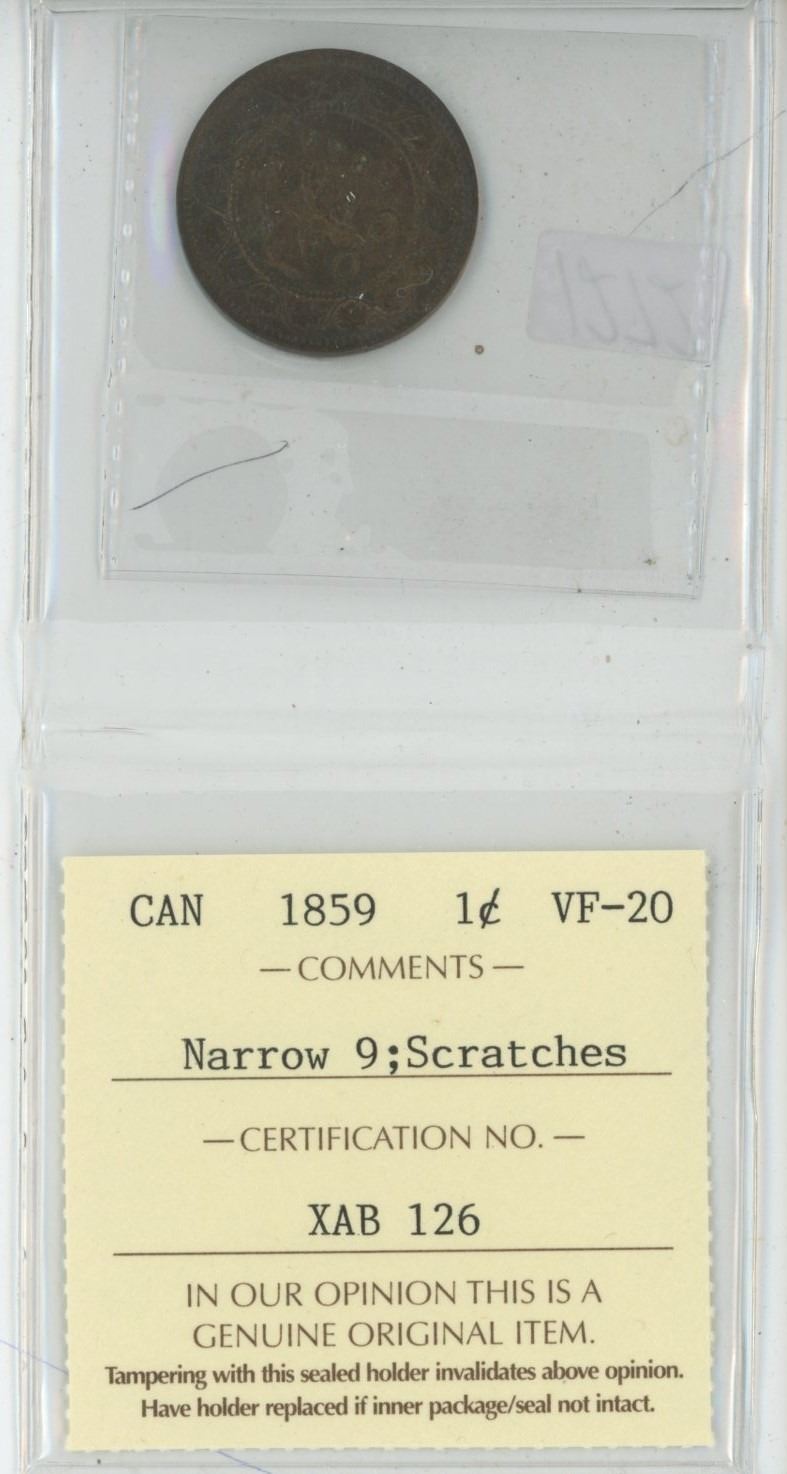 CAN 1859 1¢ VF-20
— COMMENTS —
Narrow 9;Scratches
— CERTIFICATION NO. —
XAB 126
IN OUR OPINION THIS IS A
GENUINE ORIGINAL ITEM.
Tampering with this sealed holder invalidates above opinion.
Have holder replaced if inner package/seal not intact.